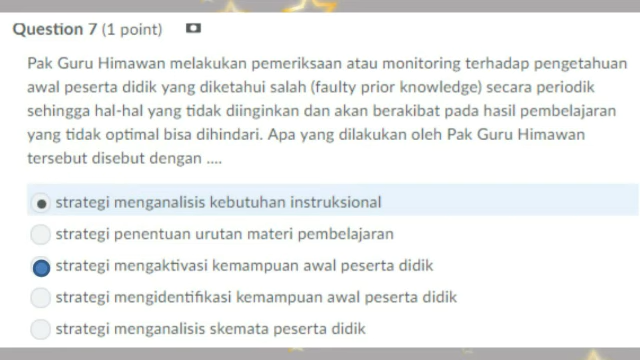 Question 7 (1 point)
Pak Guru Himawan melakukan pemeriksaan atau monitoring terhadap pengetahuan
awal peserta didik yang diketahui salah (faulty prior knowledge) secara periodik
sehingga hal-hal yang tidak diinginkan dan akan berakibat pada hasil pembelajaran
yang tidak optimal bisa dihindari. Apa yang dilakukan oleh Pak Guru Himawan
tersebut disebut dengan ....
strategi menganalisis kebutuhan instruksional
strategi penentuan urutan materi pembelajaran
strategi mengaktivasi kemampuan awal peserta didik
strategi mengidentifikasi kemampuan awal peserta didik
strategi menganalisis skemata peserta didik